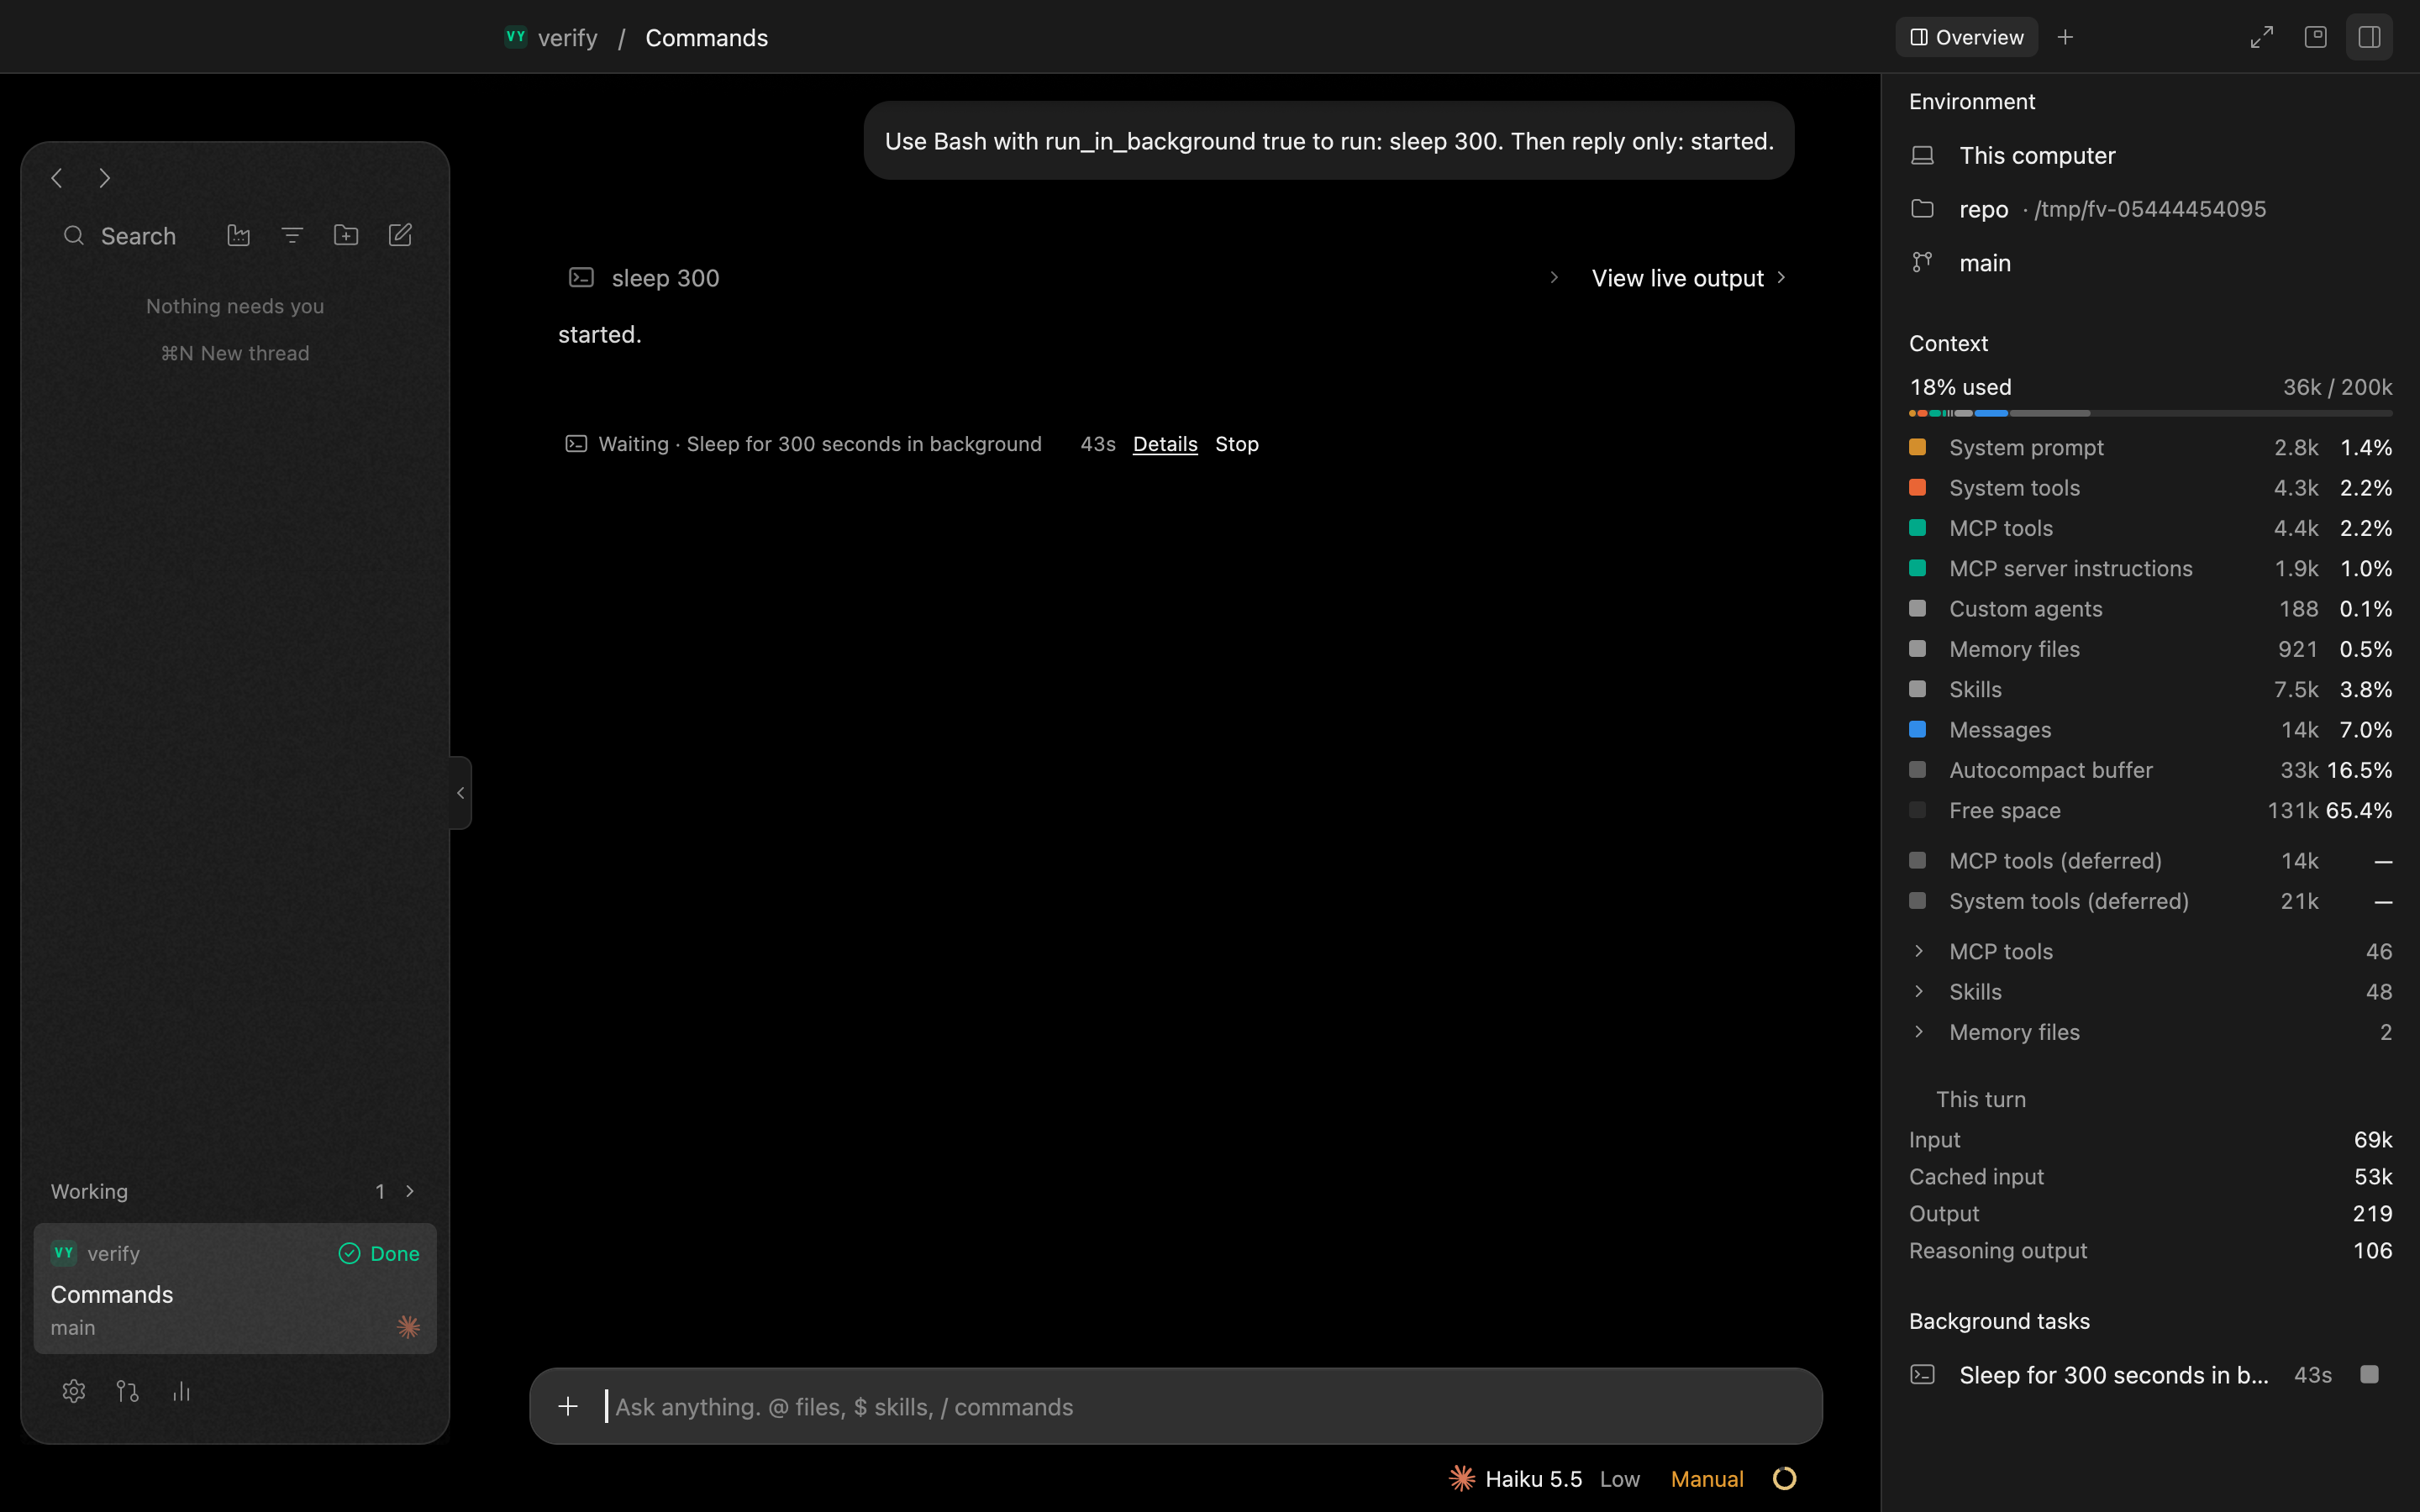 VY verify / Commands
Overview
Search
Nothing needs you
⌘N New thread
Working 1
VY verify Done
Commands
main
Use Bash with run_in_background true to run: sleep 300. Then reply only: started.
sleep 300 View live output
started.
Waiting · Sleep for 300 seconds in background 43s Details Stop
Ask anything. @ files, $ skills, / commands
Haiku 5.5 Low Manual
Environment
This computer
repo · /tmp/fv-05444454095
main
Context
18% used 36k / 200k
System prompt 2.8k 1.4%
System tools 4.3k 2.2%
MCP tools 4.4k 2.2%
MCP server instructions 1.9k 1.0%
Custom agents 188 0.1%
Memory files 921 0.5%
Skills 7.5k 3.8%
Messages 14k 7.0%
Autocompact buffer 33k 16.5%
Free space 131k 65.4%
MCP tools (deferred) 14k —
System tools (deferred) 21k —
MCP tools 46
Skills 48
Memory files 2
This turn
Input 69k
Cached input 53k
Output 219
Reasoning output 106
Background tasks
Sleep for 300 seconds in b... 43s